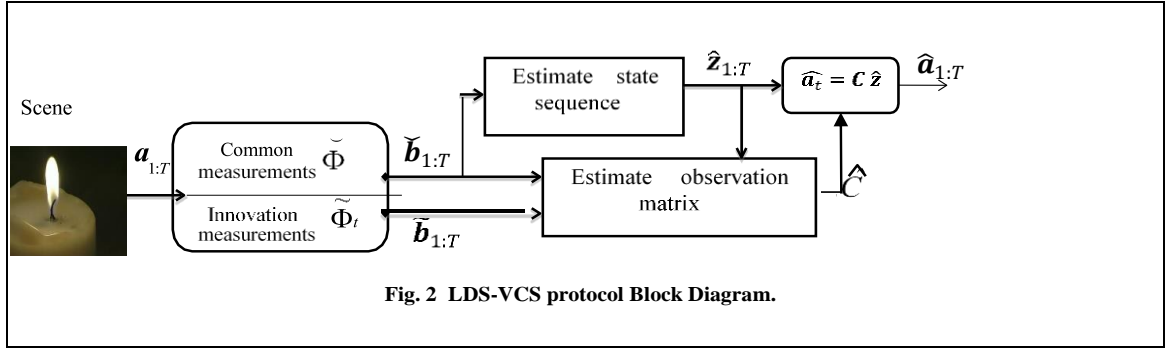 Scene
a₁:T
Common
measurements Φ̆
Innovation
measurements Φ̃ₜ
b̆₁:T
b̃₁:T
Estimate state
sequence
ẑ₁:T
Estimate observation
matrix
Ĉ
âₜ = C ẑ
â₁:T
Fig. 2 LDS-VCS protocol Block Diagram.